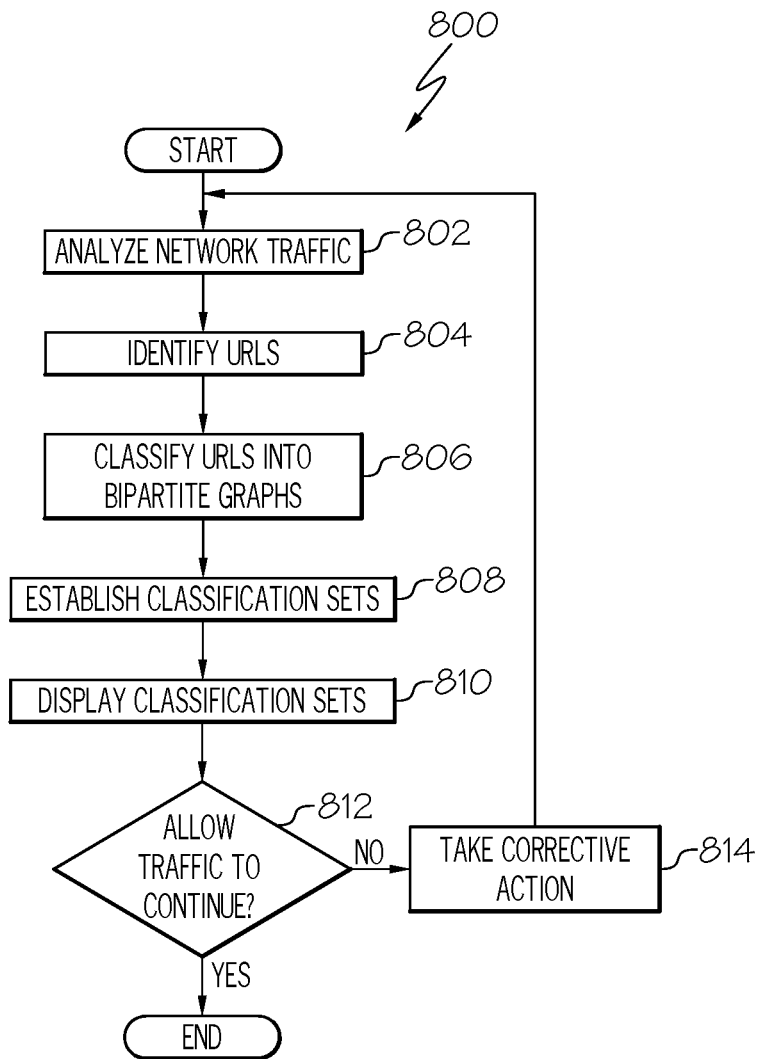 800
START
ANALYZE NETWORK TRAFFIC
802
IDENTIFY URLS
804
CLASSIFY URLS INTO
BIPARTITE GRAPHS
806
ESTABLISH CLASSIFICATION SETS
808
DISPLAY CLASSIFICATION SETS
810
812
ALLOW
TRAFFIC TO
CONTINUE?
NO
TAKE CORRECTIVE
ACTION
814
YES
END